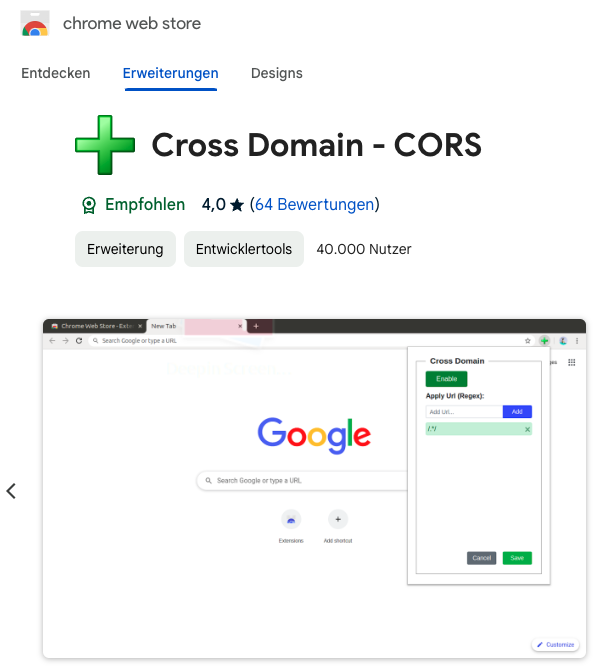 chrome web store
Entdecken Erweiterungen Designs
Cross Domain - CORS
Empfohlen 4,0 ★ (64 Bewertungen)
Erweiterung Entwicklertools 40.000 Nutzer
Chrome Web Store - Exte New Tab
Search Google or type a URL
Cross Domain
Enable
Apply Url (Regex):
Add Url... Add
/.*/
Google
Search Google or type a URL
Extensions Add shortcut
Cancel Save
Customize